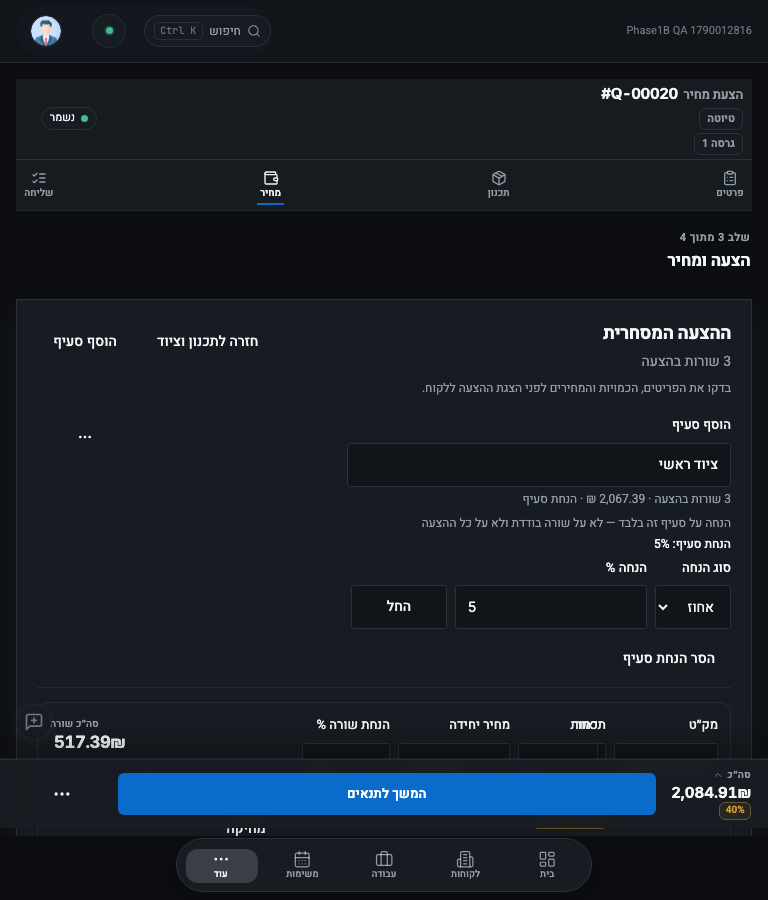 Phase1B QA 1790012816
חיפוש Ctrl K
הצעת מחיר #Q-00020
טיוטה
גרסה 1
נשמר
פרטים
תכנון
מחיר
שליחה
שלב 3 מתוך 4
הצעה ומחיר
ההצעה המסחרית
3 שורות בהצעה
בדקו את הפריטים, הכמויות והמחירים לפני הצגת ההצעה ללקוח.
חזרה לתכנון וציוד
הוסף סעיף
הוסף סעיף
...
ציוד ראשי
3 שורות בהצעה · 2,067.39 ₪ · הנחת סעיף
הנחה על סעיף זה בלבד — לא על שורה בודדת ולא על כל ההצעה
הנחת סעיף: 5%
סוג הנחה
הנחה %
אחוז
5
החל
הסר הנחת סעיף
מק״ט
מחיר יחידה
הנחת שורה %
סה״כ שורה
517.39₪
סה״כ
2,084.91₪
40%
המשך לתנאים
...
מחיקה
בית
לקוחות
עבודה
משימות
עוד